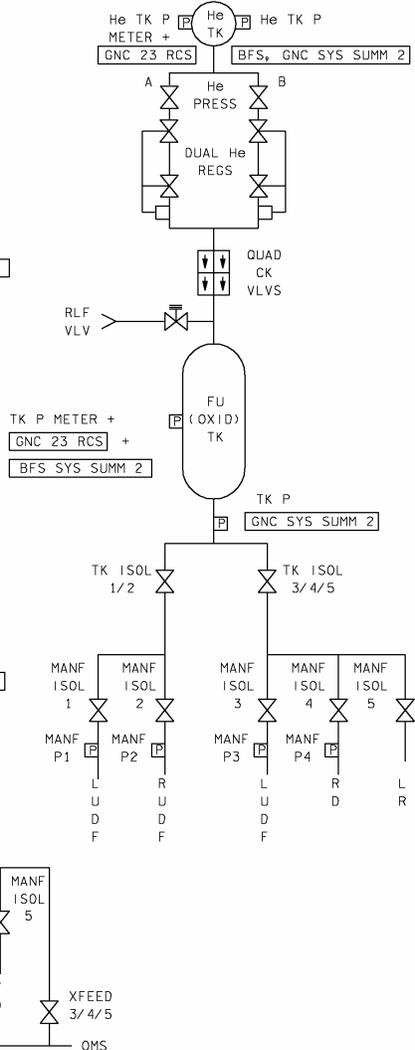 He TK P
METER +
GNC 23 RCS
P
He
TK
P
He TK P
BFS, GNC SYS SUMM 2
A
He
PRESS
B
DUAL He
REGS
QUAD
CK
VLVS
RLF
VLV
TK P METER +
GNC 23 RCS +
BFS SYS SUMM 2
P
FU
(OXID)
TK
TK P
P
GNC SYS SUMM 2
TK ISOL
1/2
TK ISOL
3/4/5
MANF
ISOL
1
MANF
ISOL
2
MANF
ISOL
3
MANF
ISOL
4
MANF
ISOL
5
MANF
P1
P
MANF
P2
P
MANF
P3
P
MANF
P4
P
L
U
D
F
R
U
D
F
L
U
D
F
R
D
L
R
MANF
ISOL
5
XFEED
3/4/5
OMS